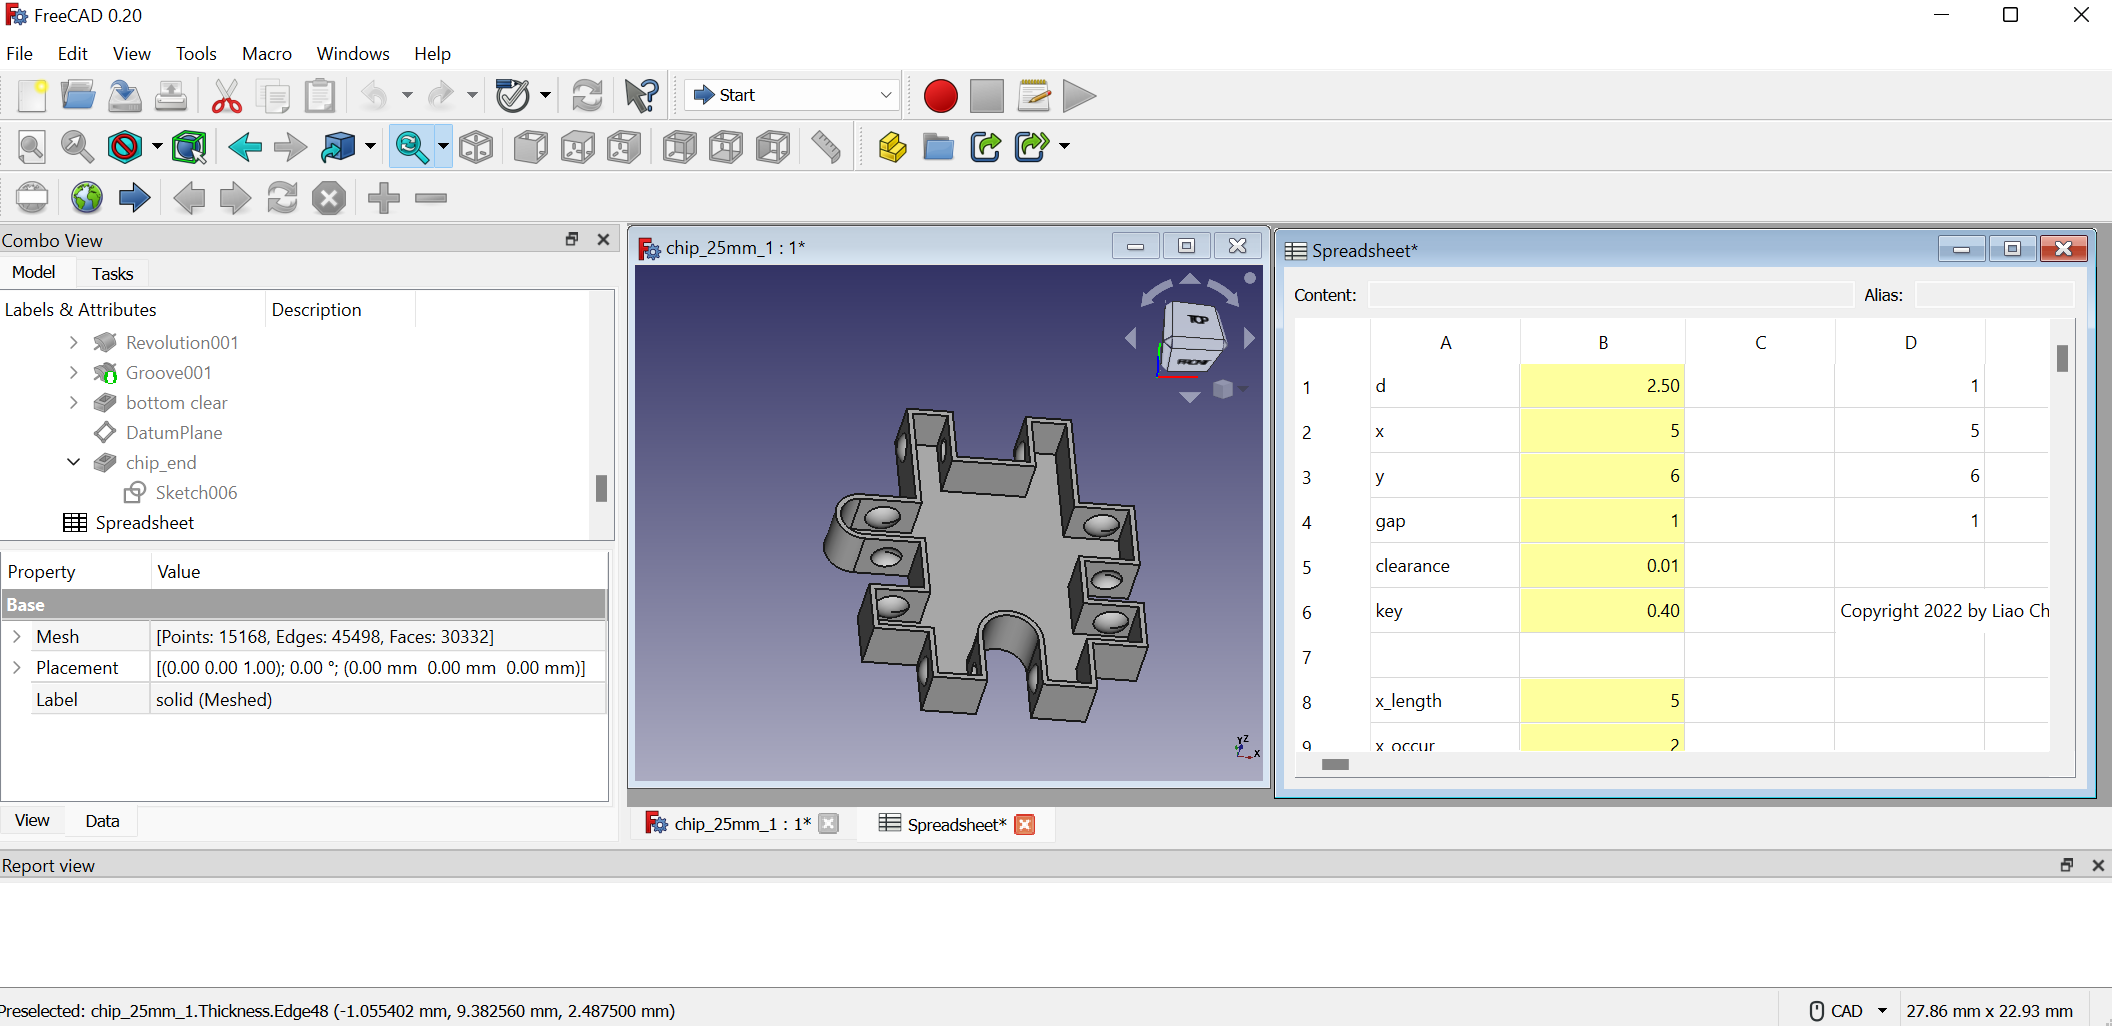 FreeCAD 0.20
File Edit View Tools Macro Windows Help
Start
Combo View
Model Tasks
Labels & Attributes Description
Revolution001
Groove001
bottom clear
DatumPlane
chip_end
Sketch006
Spreadsheet
Property Value
Base
Mesh [Points: 15168, Edges: 45498, Faces: 30332]
Placement [(0.00 0.00 1.00); 0.00 °; (0.00 mm 0.00 mm 0.00 mm)]
Label solid (Meshed)
View Data
chip_25mm_1 : 1*
TOP
FRONT
Y Z
X
Spreadsheet*
Content: Alias:
A B C D
1 d 2.50 1
2 x 5 5
3 y 6 6
4 gap 1 1
5 clearance 0.01
6 key 0.40 Copyright 2022 by Liao Ch
7
8 x_length 5
9 x_occur 2
chip_25mm_1 : 1* Spreadsheet*
Report view
Preselected: chip_25mm_1.Thickness.Edge48 (-1.055402 mm, 9.382560 mm, 2.487500 mm)
CAD 27.86 mm x 22.93 mm